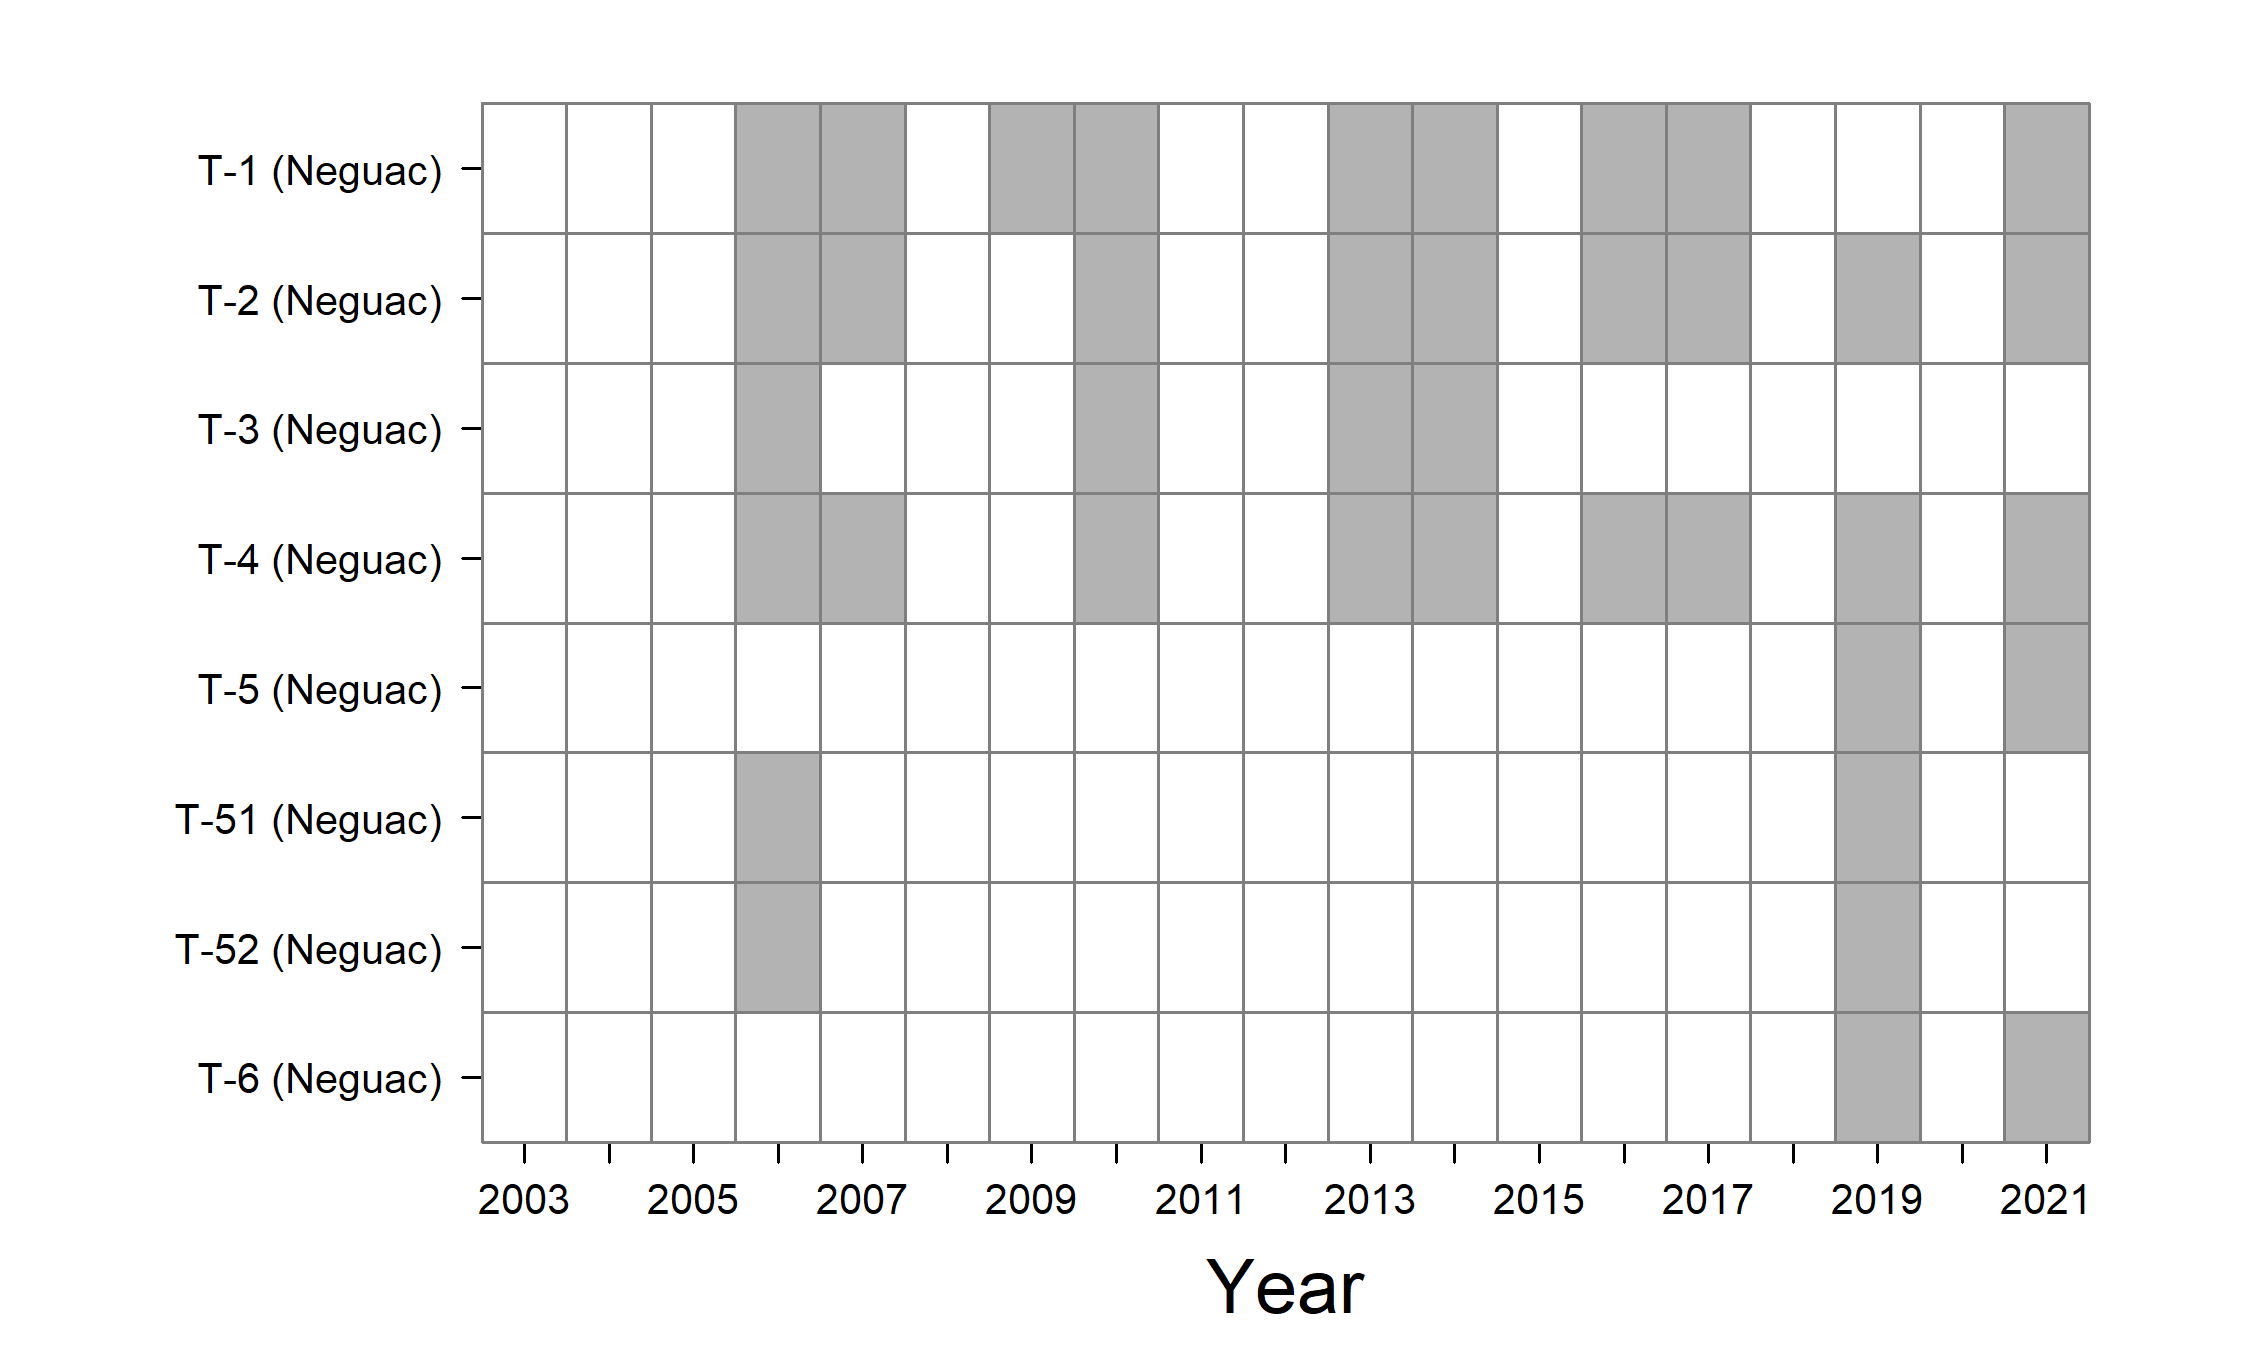 T-1 (Neguac)
T-2 (Neguac)
T-3 (Neguac)
T-4 (Neguac)
T-5 (Neguac)
T-51 (Neguac)
T-52 (Neguac)
T-6 (Neguac)
2003 2005 2007 2009 2011 2013 2015 2017 2019 2021
Year